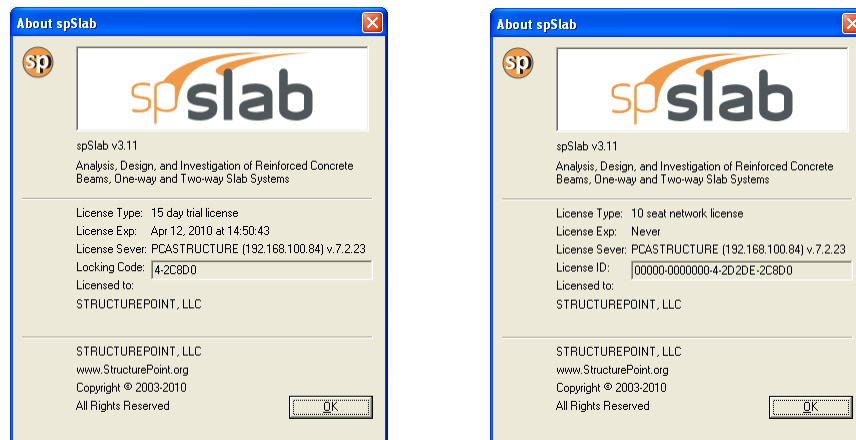 About spSlab
sp
spslab
spSlab v3.11
Analysis, Design, and Investigation of Reinforced Concrete
Beams, One-way and Two-way Slab Systems
License Type: 15 day trial license
License Exp: Apr 12, 2010 at 14:50:43
License Sever: PCASTRUCTURE (192.168.100.84) v.7.2.23
Locking Code: 4-2C8D0
Licensed to:
STRUCTUREPOINT, LLC
STRUCTUREPOINT, LLC
www.StructurePoint.org
Copyright © 2003-2010
All Rights Reserved
OK
About spSlab
sp
spslab
spSlab v3.11
Analysis, Design, and Investigation of Reinforced Concrete
Beams, One-way and Two-way Slab Systems
License Type: 10 seat network license
License Exp: Never
License Sever: PCASTRUCTURE (192.168.100.84) v.7.2.23
License ID: 00000-0000000-4-2D2DE-2C8D0
Licensed to:
STRUCTUREPOINT, LLC
STRUCTUREPOINT, LLC
www.StructurePoint.org
Copyright © 2003-2010
All Rights Reserved
OK